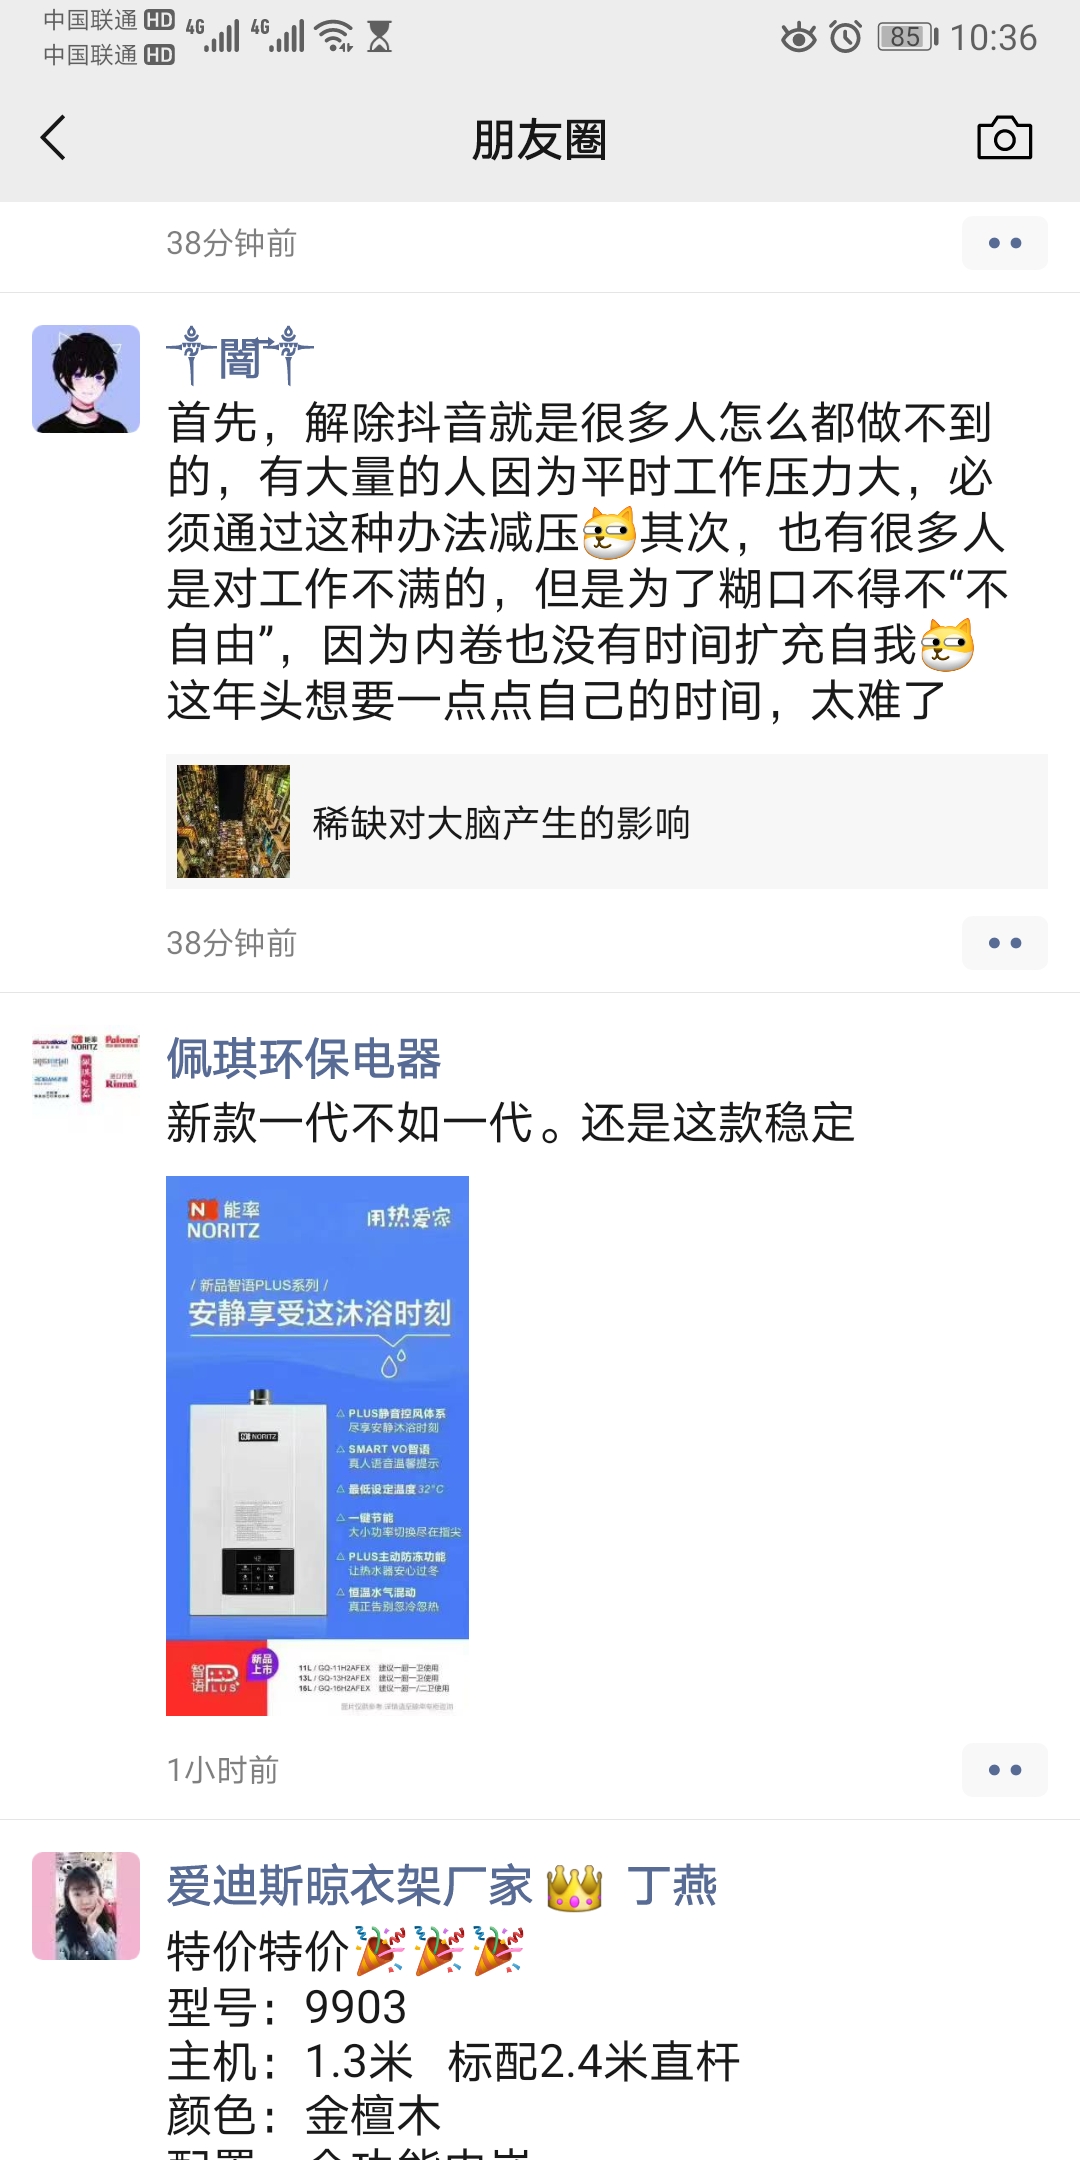 中国联通 HD 4G 4G 85 10:36
中国联通 HD
朋友圈
38分钟前
闇
首先，解除抖音就是很多人怎么都做不到
的，有大量的人因为平时工作压力大，必
须通过这种办法减压其次，也有很多人
是对工作不满的，但是为了糊口不得不“不
自由”，因为内卷也没有时间扩充自我
这年头想要一点点自己的时间，太难了
稀缺对大脑产生的影响
38分钟前
能率
NORITZ
Paloma
Rinnai
佩琪环保电器
新款一代不如一代。还是这款稳定
N 能率
NORITZ
用热爱家
/ 新品智语PLUS系列 /
安静享受这沐浴时刻
NORITZ
△ PLUS静音控风体系
尽享安静沐浴时刻
△ SMART VO智语
真人语音温馨提示
△ 最低设定温度32°C
△ 一键节能
大小功率切换尽在指尖
△ PLUS主动防冻功能
让热水器安心过冬
△ 恒温水气混动
真正告别忽冷忽热
智语PLUS+
新品上市
11L / GQ-11H2AFEX 建议一厨一卫使用
13L / GQ-13H2AFEX 建议一厨一卫使用
16L / GQ-16H2AFEX 建议一厨一/二卫使用
1小时前
爱迪斯晾衣架厂家 丁燕
特价特价
型号：9903
主机：1.3米 标配2.4米直杆
颜色：金檀木